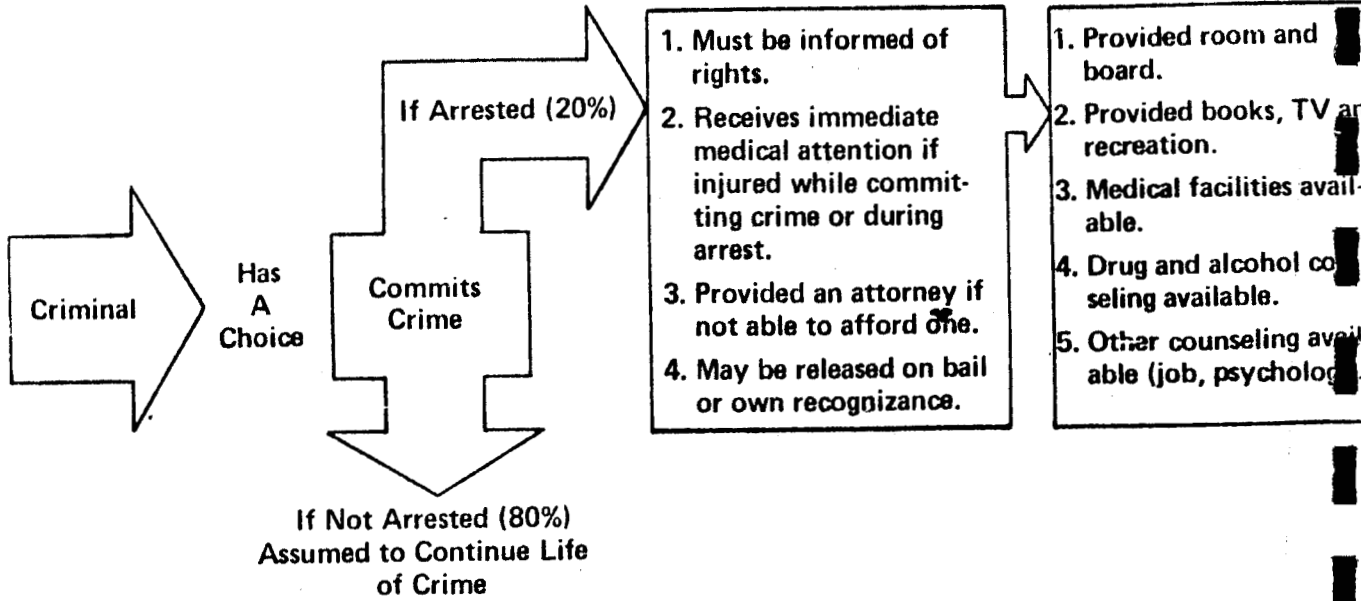 Criminal
Has
A
Choice
Commits
Crime
If Arrested (20%)
If Not Arrested (80%)
Assumed to Continue Life
of Crime
1. Must be informed of
rights.
2. Receives immediate
medical attention if
injured while commit-
ting crime or during
arrest.
3. Provided an attorney if
not able to afford one.
4. May be released on bail
or own recognizance.
1. Provided room and
board.
2. Provided books, TV
recreation.
3. Medical facilities avail-
able.
4. Drug and alcohol
seling available.
5. Other counseling
able (job,